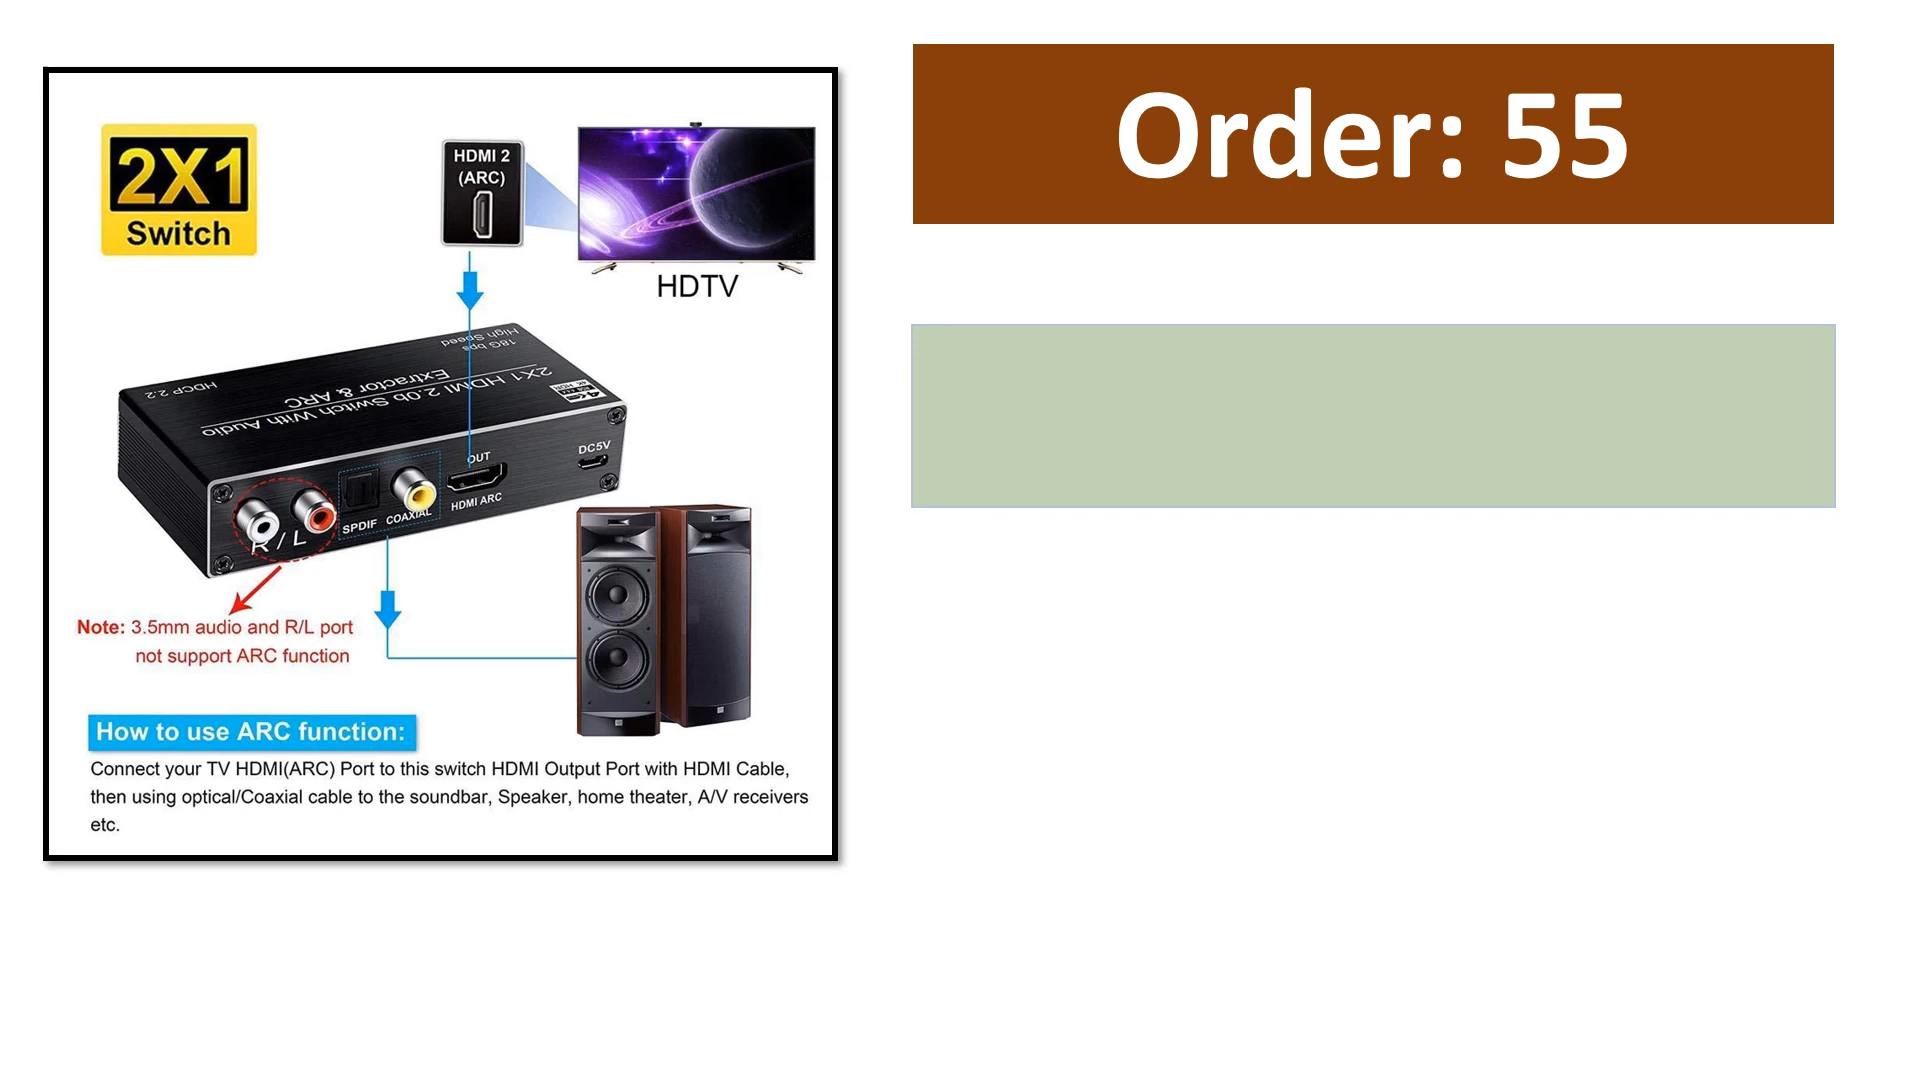 Order: 55
2X1
Switch
HDMI 2
(ARC)
HDTV
High Speed
18G bps
HDCP 2.2
2X1 HDMI 2.0b Switch With Audio
Extractor & ARC
DC5V
OUT
HDMI ARC
COAXIAL
SPDIF
R / L
Note: 3.5mm audio and R/L port
not support ARC function
How to use ARC function:
Connect your TV HDMI(ARC) Port to this switch HDMI Output Port with HDMI Cable,
then using optical/Coaxial cable to the soundbar, Speaker, home theater, A/V receivers
etc.